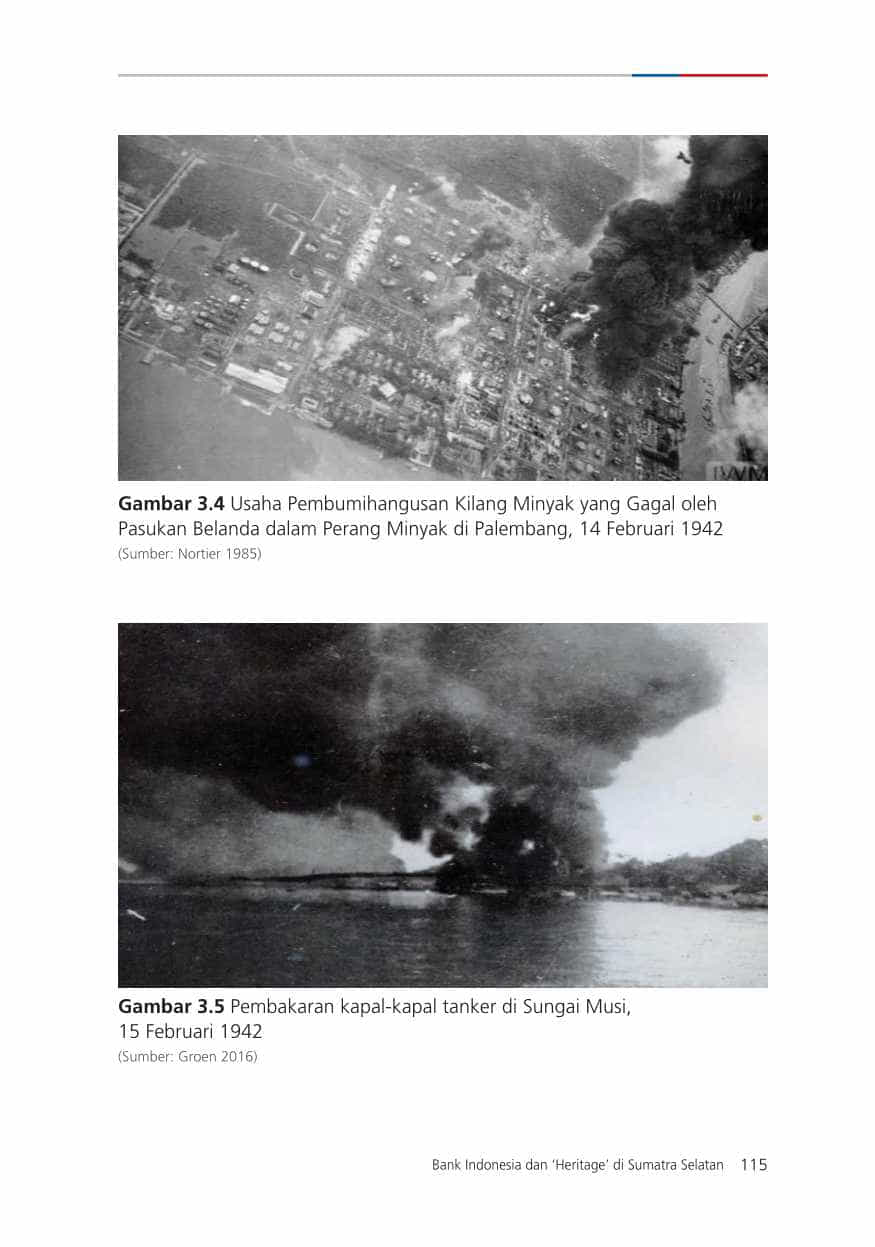 IWM
Gambar 3.4 Usaha Pembumihangusan Kilang Minyak yang Gagal oleh
Pasukan Belanda dalam Perang Minyak di Palembang, 14 Februari 1942
(Sumber: Nortier 1985)
Gambar 3.5 Pembakaran kapal-kapal tanker di Sungai Musi,
15 Februari 1942
(Sumber: Groen 2016)
Bank Indonesia dan ‘Heritage’ di Sumatra Selatan 115